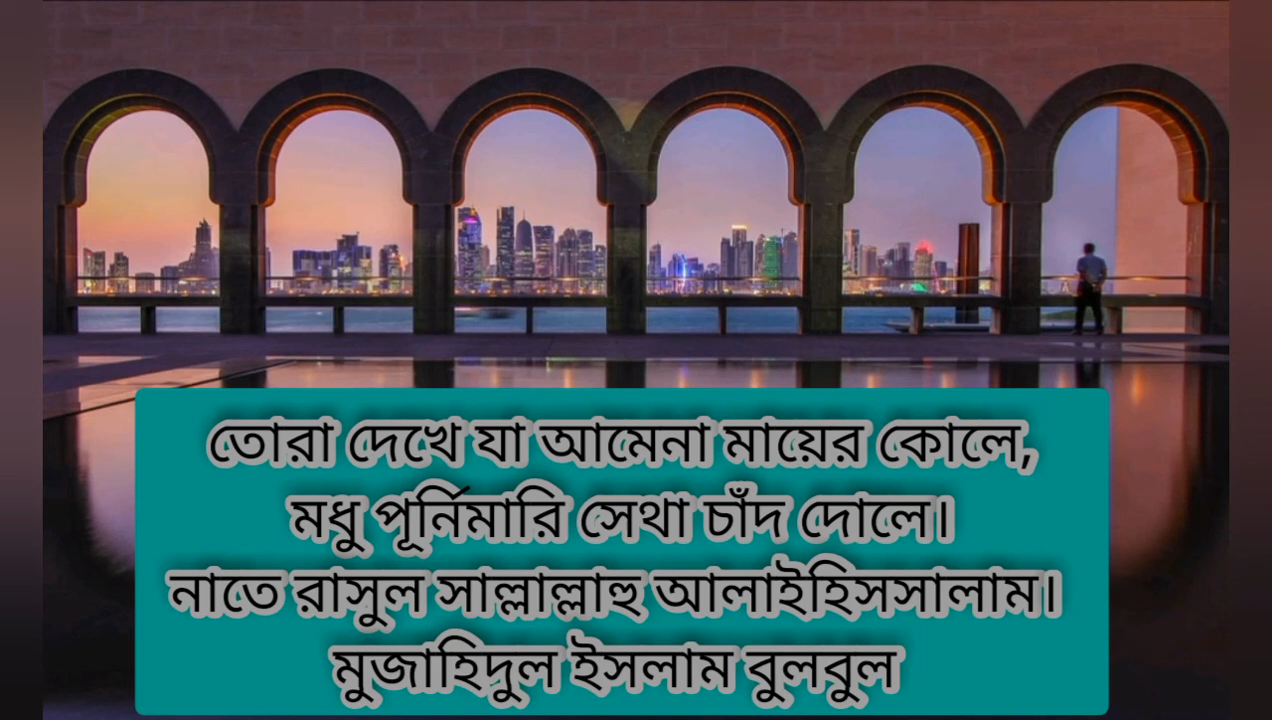 তোরা দেখে যা আমেনা মায়ের কোলে,
মধু পূর্নিমারি সেথা চাঁদ দোলে।
নাতে রাসুল সাল্লাল্লাহু আলাইহিসসালাম।
মুজাহিদুল ইসলাম বুলবুল